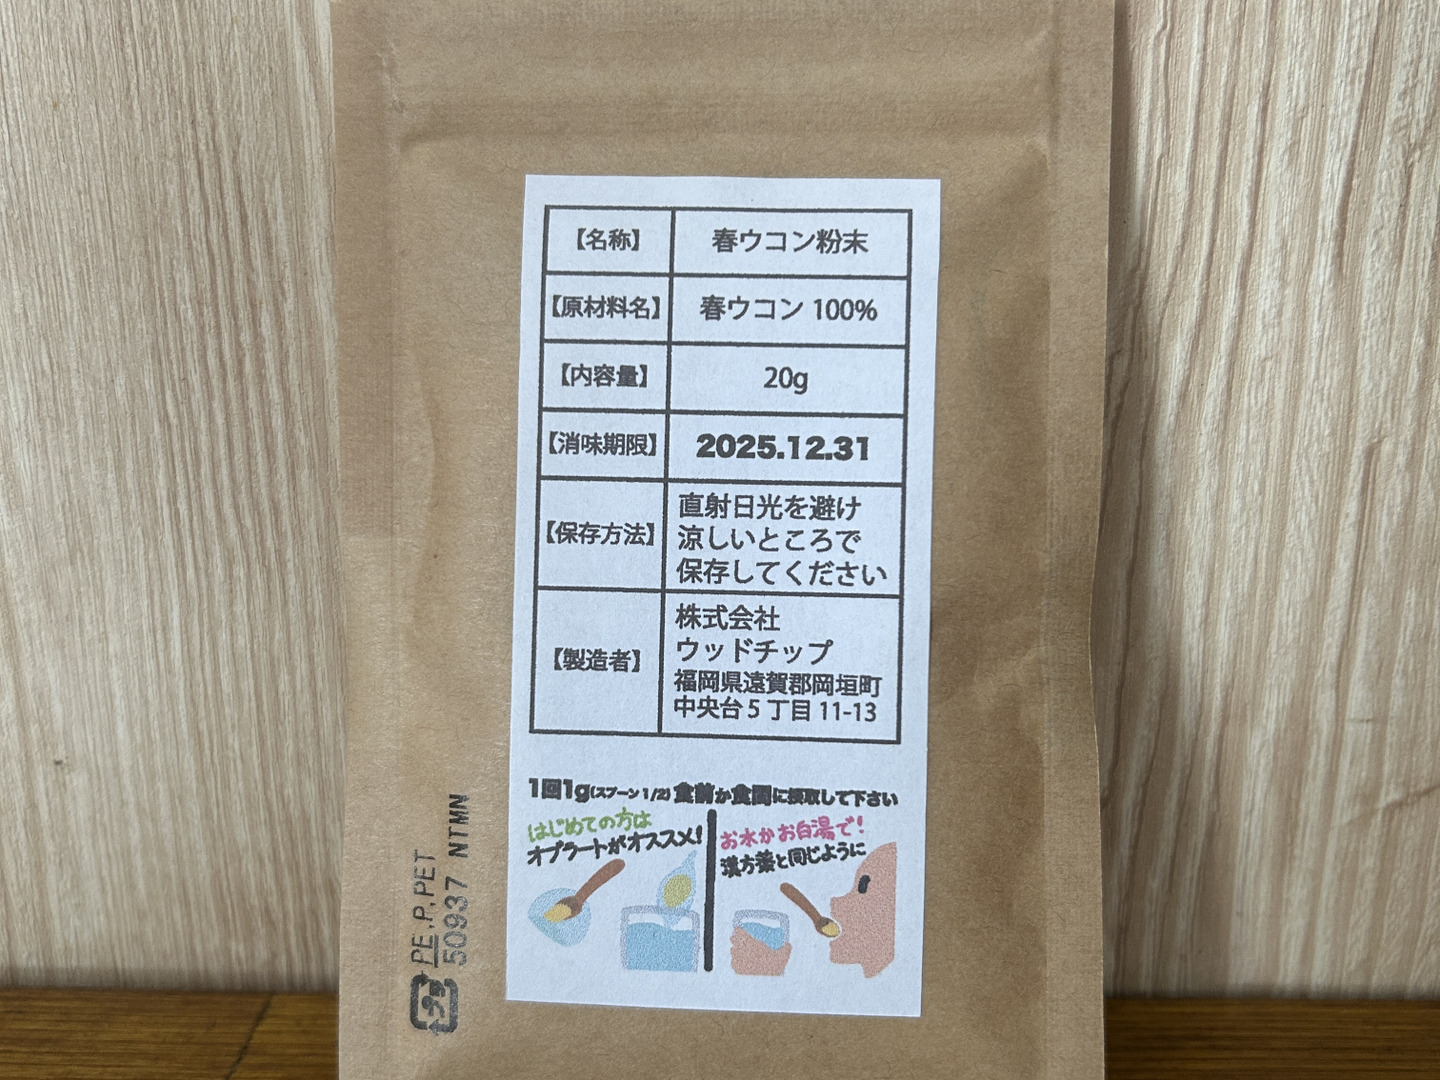 【名称】 春ウコン粉末
【原材料名】 春ウコン 100%
【内容量】 20g
【消味期限】 2025.12.31
【保存方法】 直射日光を避け
涼しいところで
保存してください
【製造者】 株式会社
ウッドチップ
福岡県遠賀郡岡垣町
中央台5丁目 11-13
1回1g(スプーン1/2)食前か食間に摂取して下さい
はじめての方は
オブラートがオススメ!
お水かお白湯で!
漢方薬と同じように
PE,P,PET
50937 NTMN
プラ